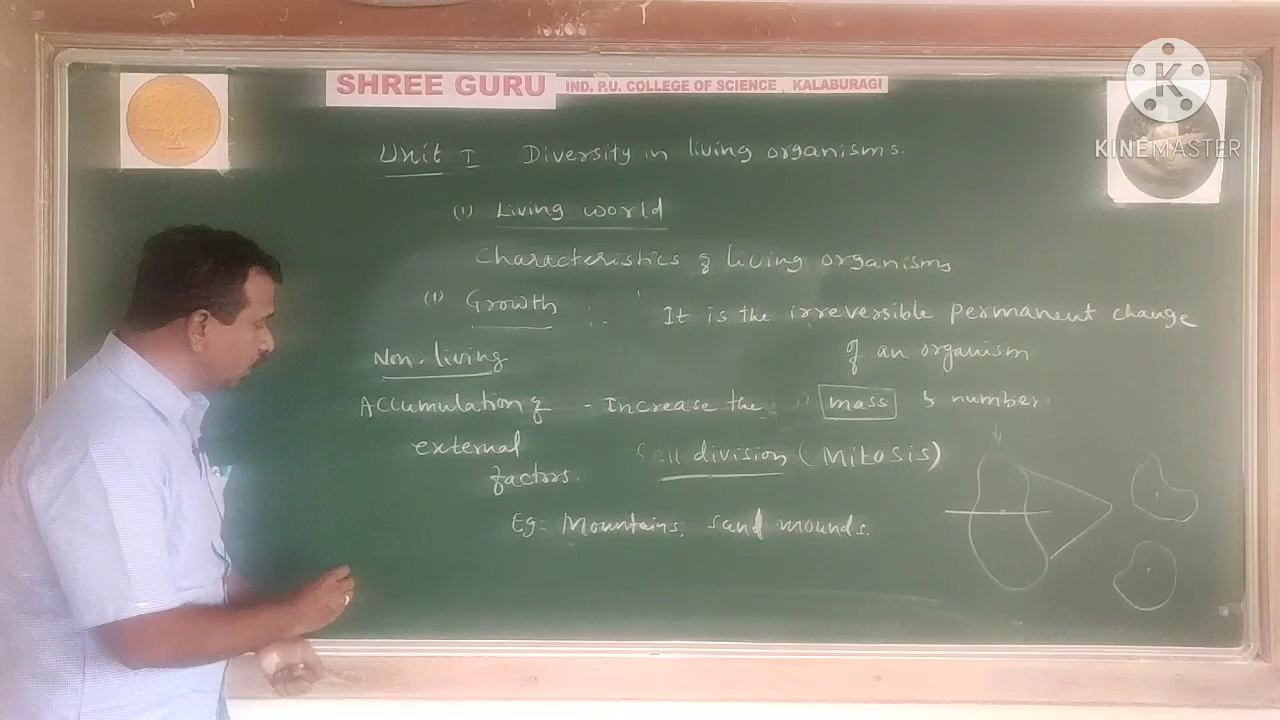 SHREE GURU IND. P.U. COLLEGE OF SCIENCE, KALABURAGI
K
KINEMASTER
Unit I Diversity in living organisms.
(1) Living world
Characteristics of living organisms
(1) Growth : It is the irreversible permanent change
of an organism
Non-living
Accumulation of - Increase the mass & number.
external Cell division (Mitosis)
factors.
Eg: Mountains, sand mounds.